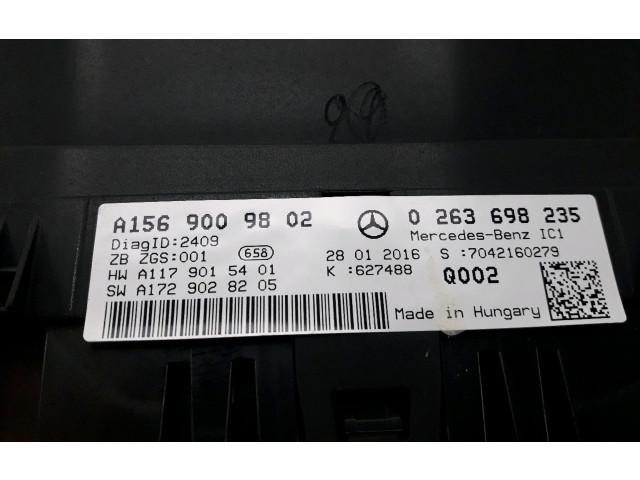 99
A156 900 98 02
0 263 698 235
DiagID:2409
Mercedes-Benz IC1
ZB ZGS:001
658
28 01 2016
S :7042160279
HW A117 901 54 01
K :627488
Q002
SW A172 902 82 05
Made in Hungary